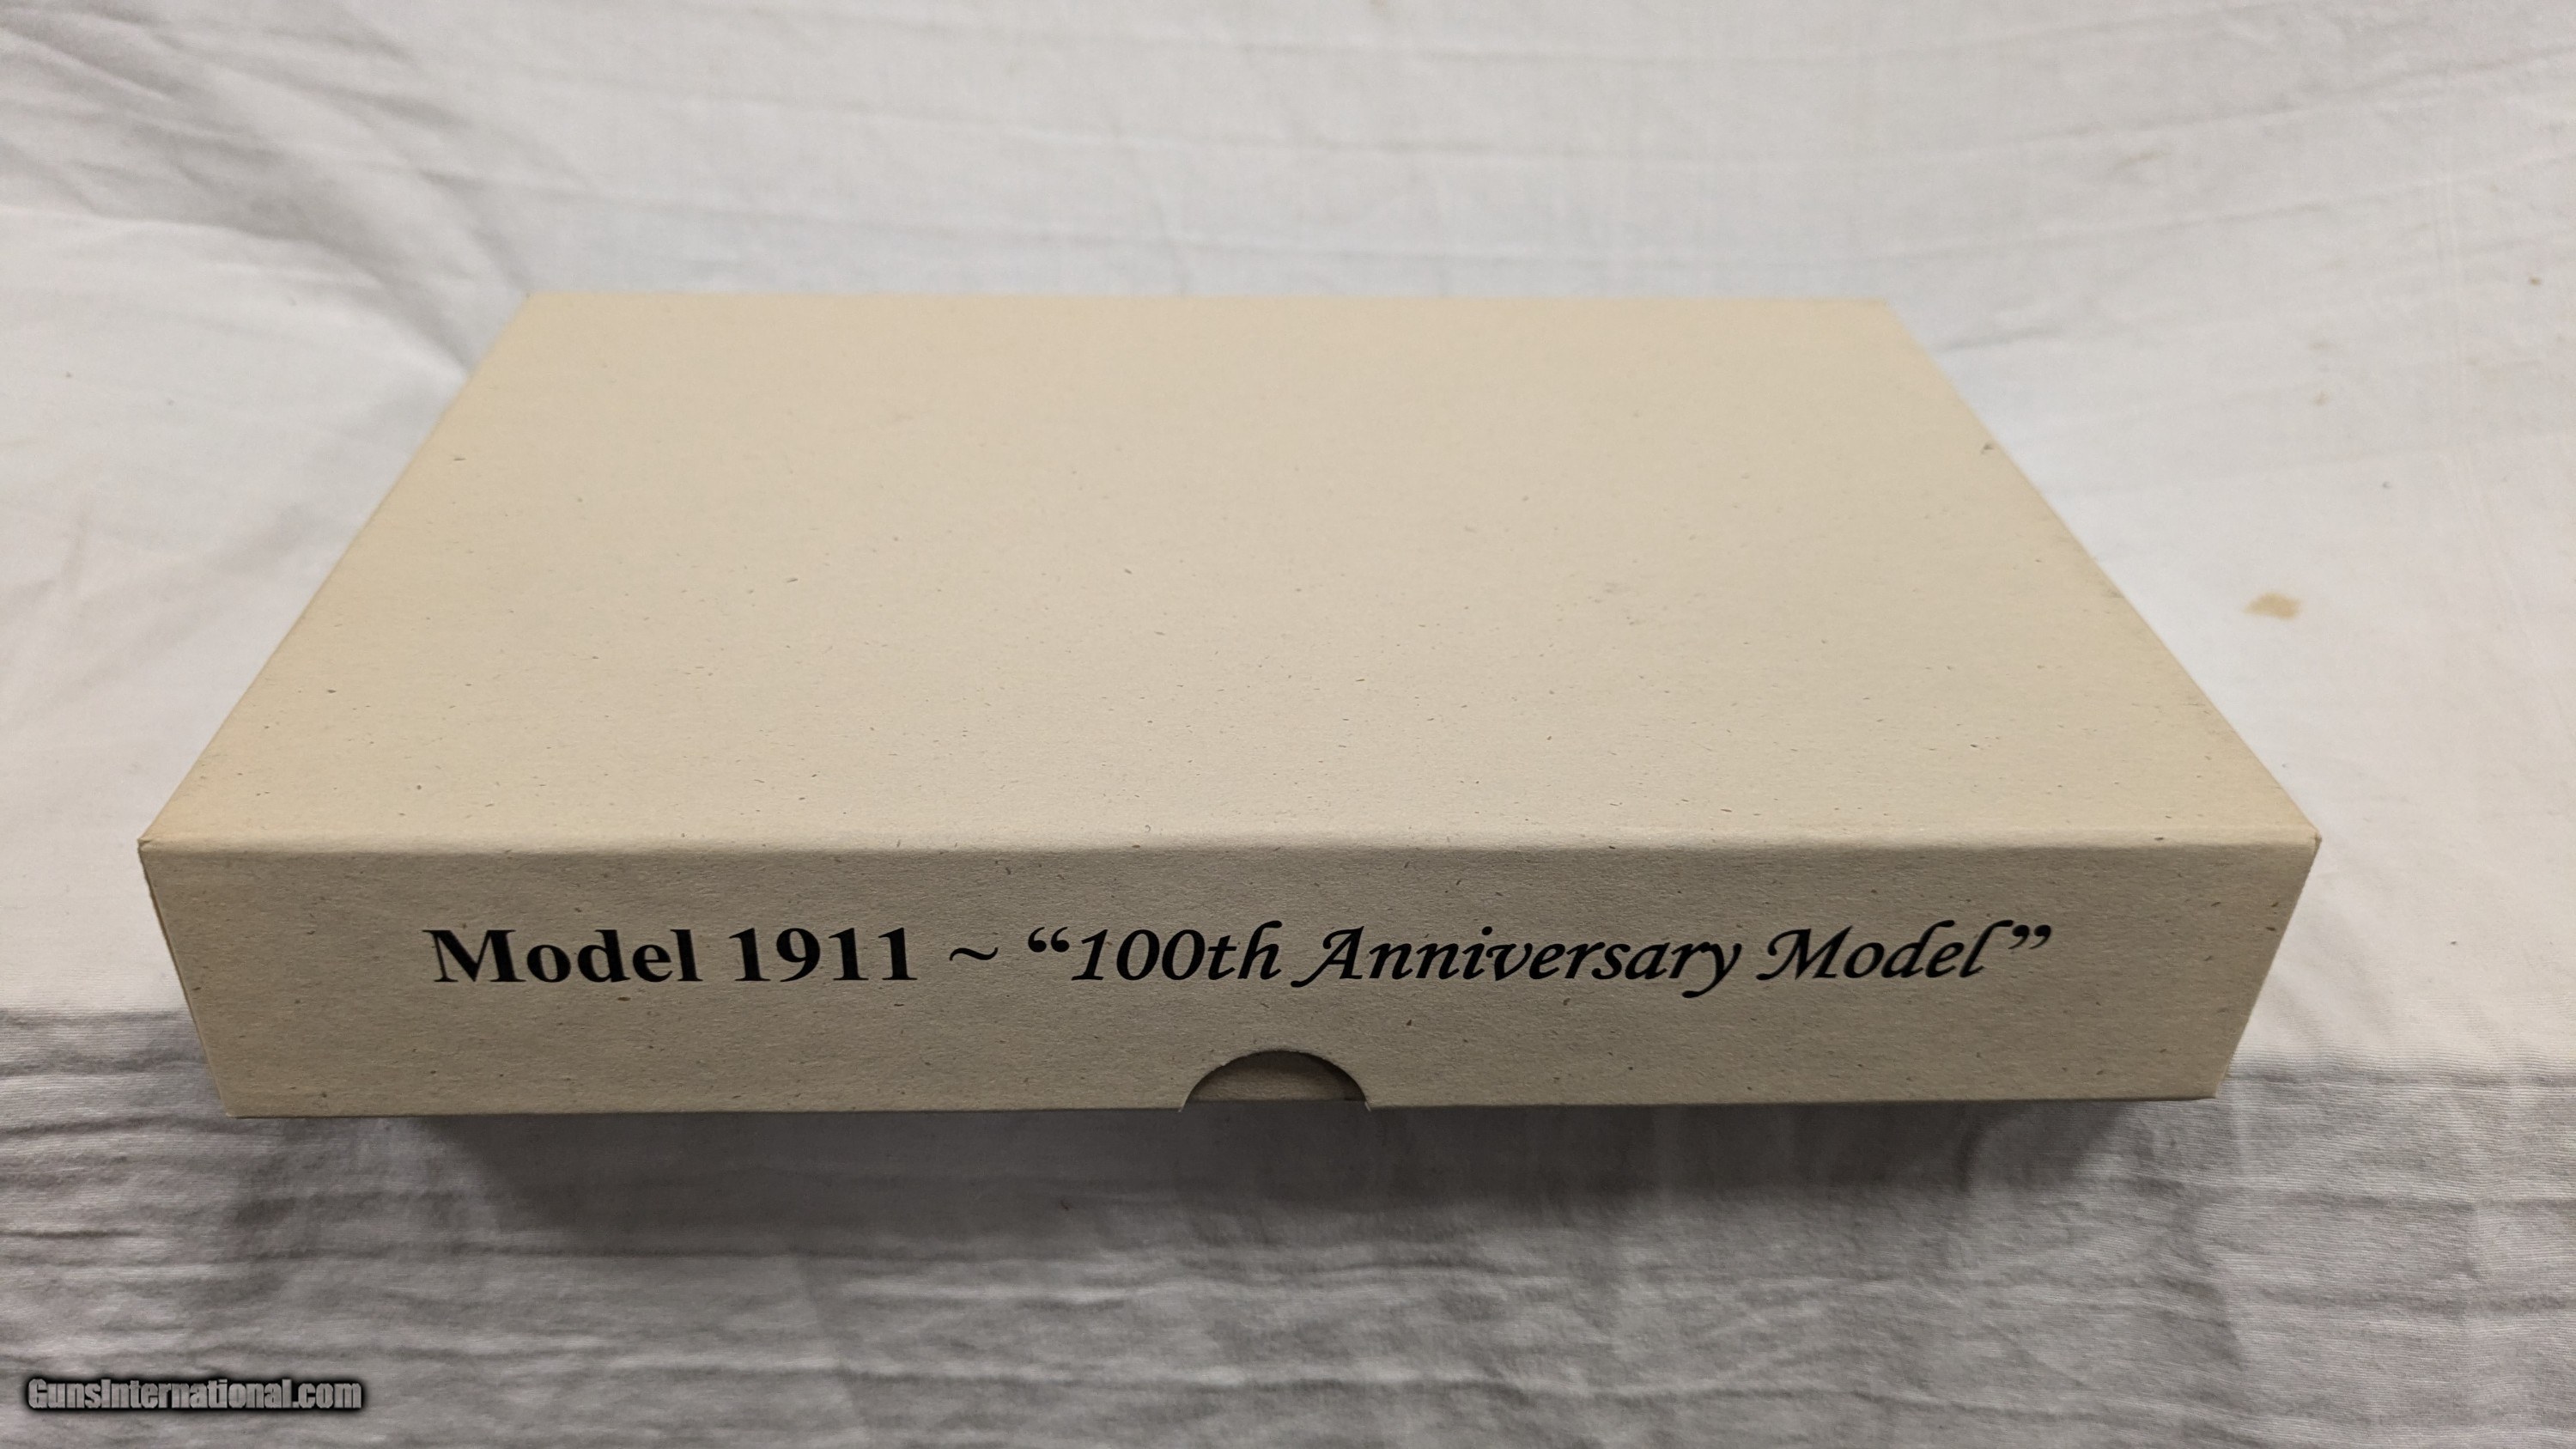 Model 1911 ~ “100th Anniversary Model”
GunsInternational.com